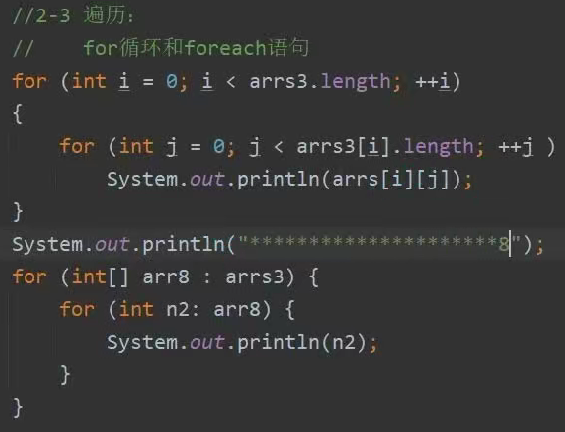 //2-3 遍历:
//    for循环和foreach语句
for (int i = 0; i < arrs3.length; ++i)
{
    for (int j = 0; j < arrs3[i].length; ++j )
        System.out.println(arrs[i][j]);
}
System.out.println("*********************8");
for (int[] arr8 : arrs3) {
    for (int n2: arr8) {
        System.out.println(n2);
    }
}